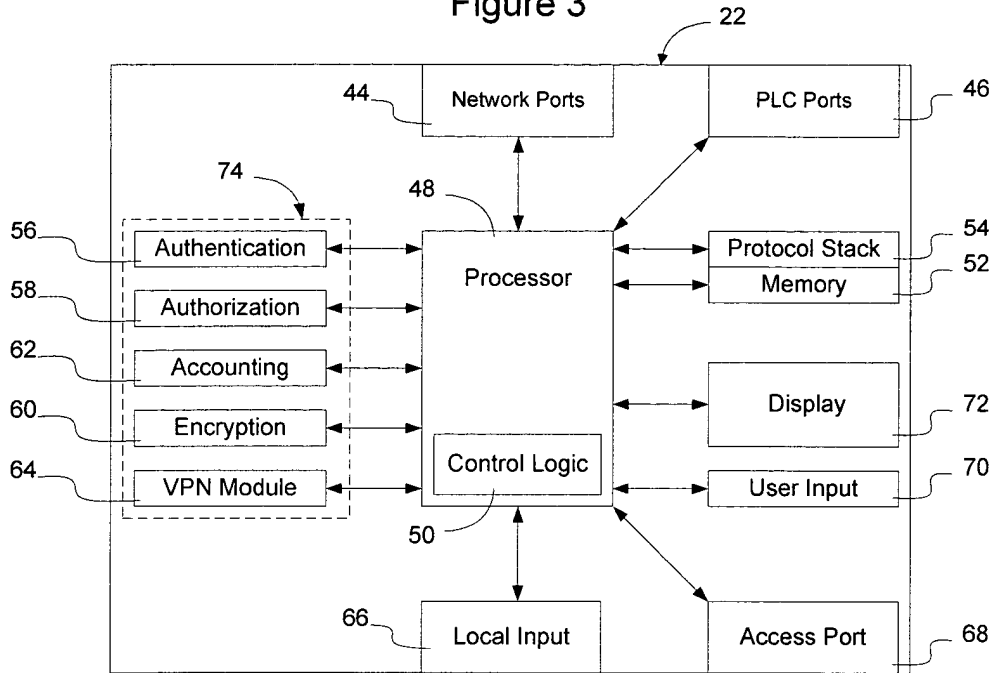 Figure 3
22
44 Network Ports
PLC Ports 46
74
48
56 Authentication
Processor
Protocol Stack 54
Memory 52
58 Authorization
62 Accounting
Display 72
60 Encryption
Control Logic
64 VPN Module
User Input 70
50
66 Local Input
Access Port 68